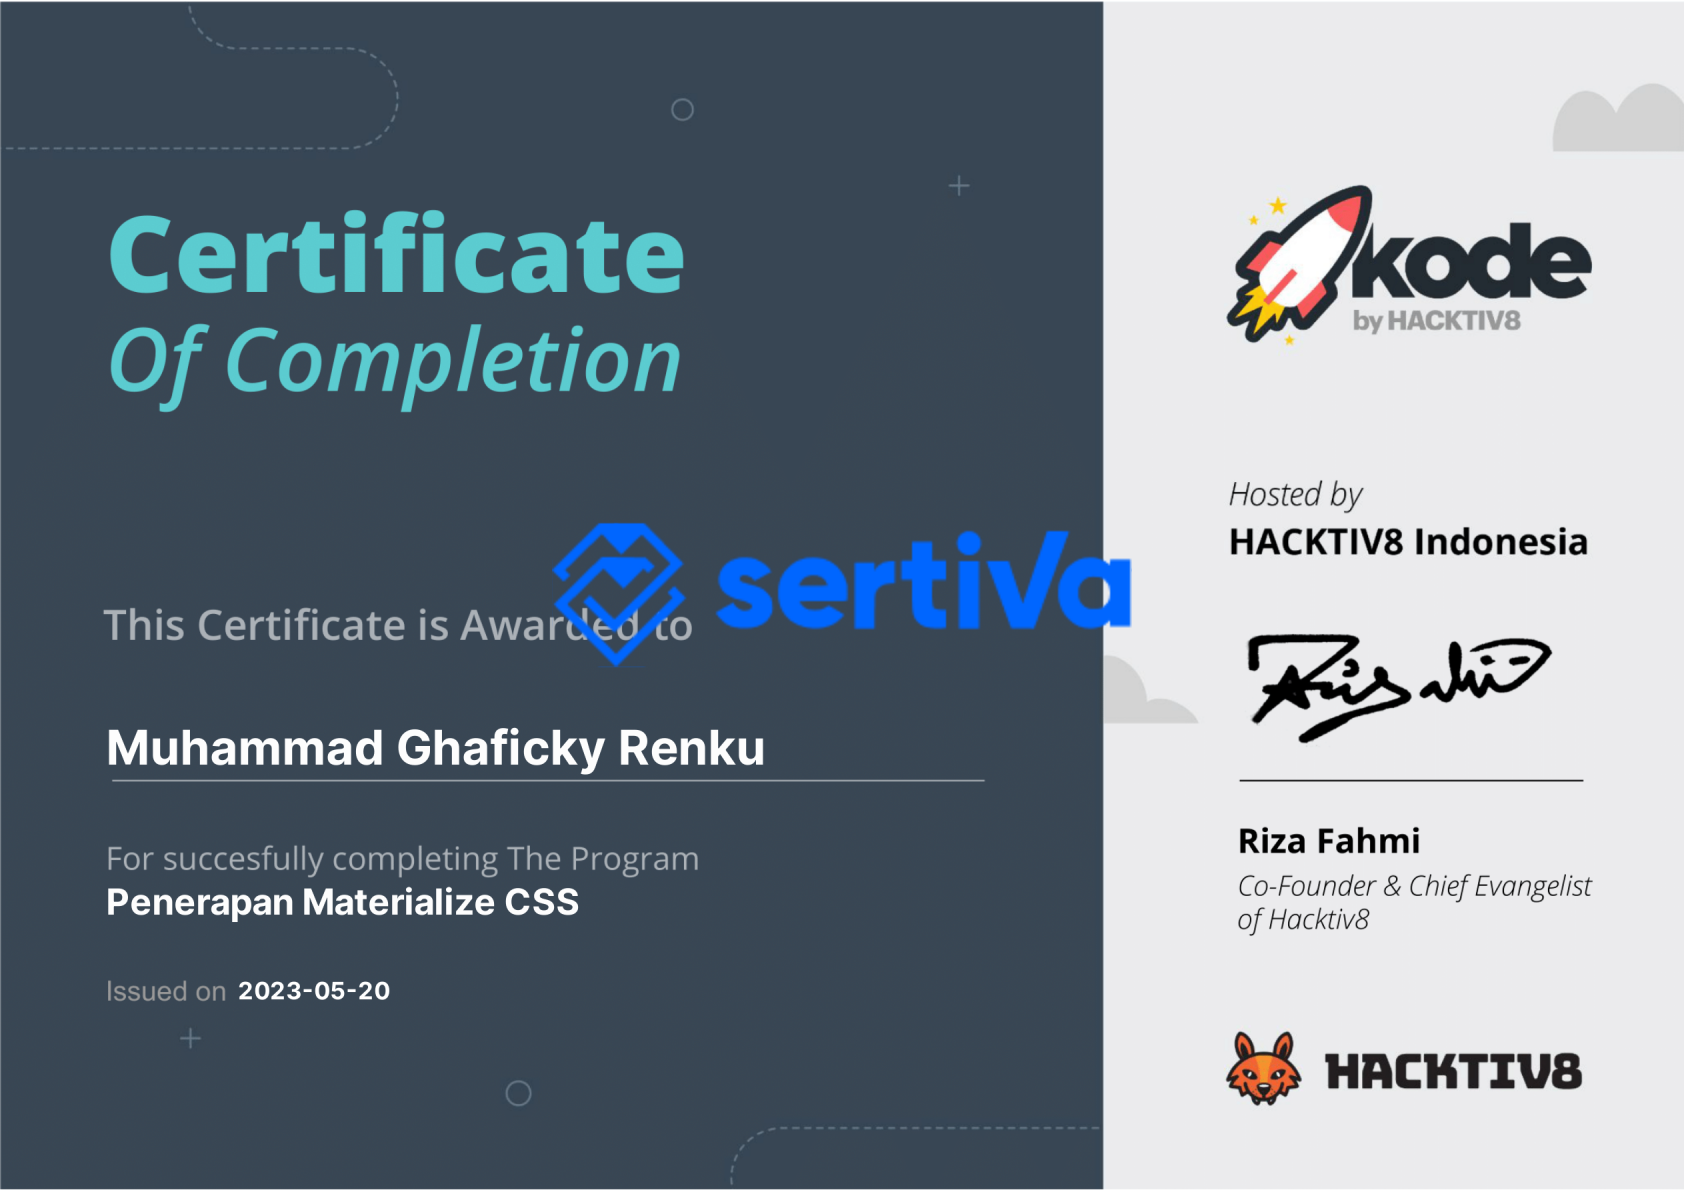 Certificate
Of Completion
This Certificate is Awarded to
sertiva
Muhammad Ghaficky Renku
For succesfully completing The Program
Penerapan Materialize CSS
Issued on 2023-05-20
kode
by HACKTIV8
Hosted by
HACKTIV8 Indonesia
Riza Fahmi
Co-Founder & Chief Evangelist
of Hacktiv8
HACKTIV8